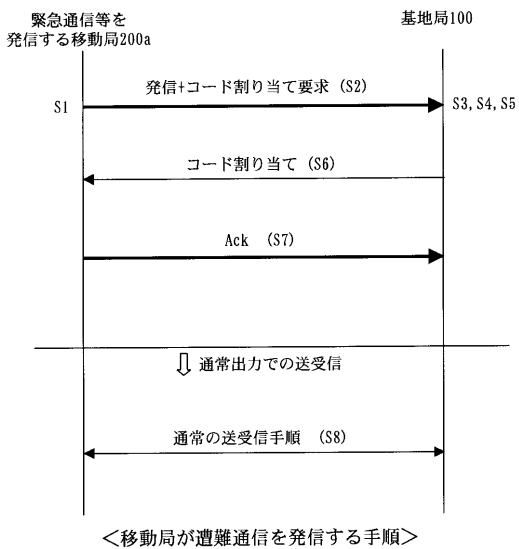 緊急通信等を
発信する移動局200a
基地局100
発信+コード割り当て要求 (S2)
S1
S3, S4, S5
コード割り当て (S6)
Ack (S7)
通常出力での送受信
通常の送受信手順 (S8)
＜移動局が遭難通信を発信する手順＞